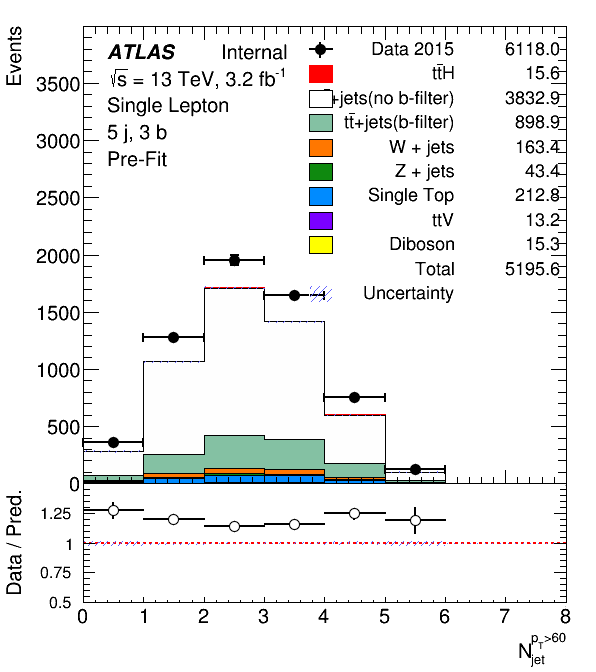 Events
ATLAS Internal
√s = 13 TeV, 3.2 fb-1
Single Lepton
5 j, 3 b
Pre-Fit
Data 2015 6118.0
tt̄H 15.6
t̄+jets(no b-filter) 3832.9
tt̄+jets(b-filter) 898.9
W + jets 163.4
Z + jets 43.4
Single Top 212.8
ttV 13.2
Diboson 15.3
Total 5195.6
Uncertainty
3500
3000
2500
2000
1500
1000
500
0
Data / Pred.
1.25
1
0.75
0.5
0 1 2 3 4 5 6 7 8
N jet pT>60